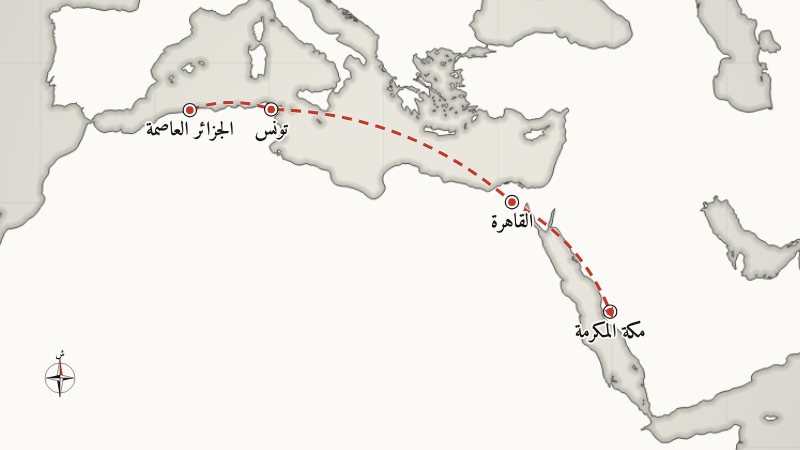 الجزائر العاصمة
تونس
القاهرة
مكة المكرمة
ش